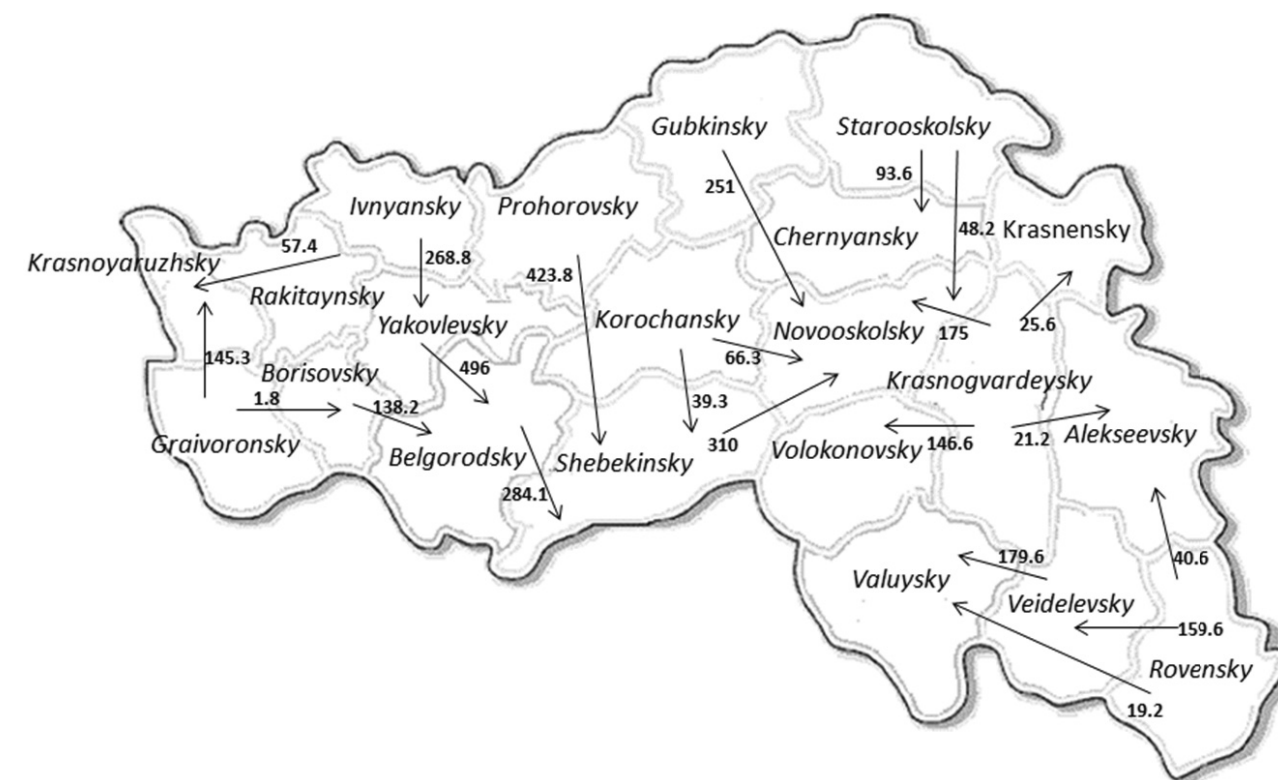 Gubkinsky
Starooskolsky
93.6
251
Ivnyansky
Prohorovsky
Chernyansky
48.2
Krasnensky
57.4
Krasnoyaruzhsky
268.8
423.8
Rakitaynsky
Yakovlevsky
Korochansky
Novooskolsky
175
25.6
145.3
66.3
496
Borisovsky
Krasnogvardeysky
1.8
138.2
39.3
Graivoronsky
310
Belgorodsky
Shebekinsky
Volokonovsky
146.6
21.2
Alekseevsky
284.1
179.6
40.6
Valuysky
Veidelevsky
159.6
Rovensky
19.2